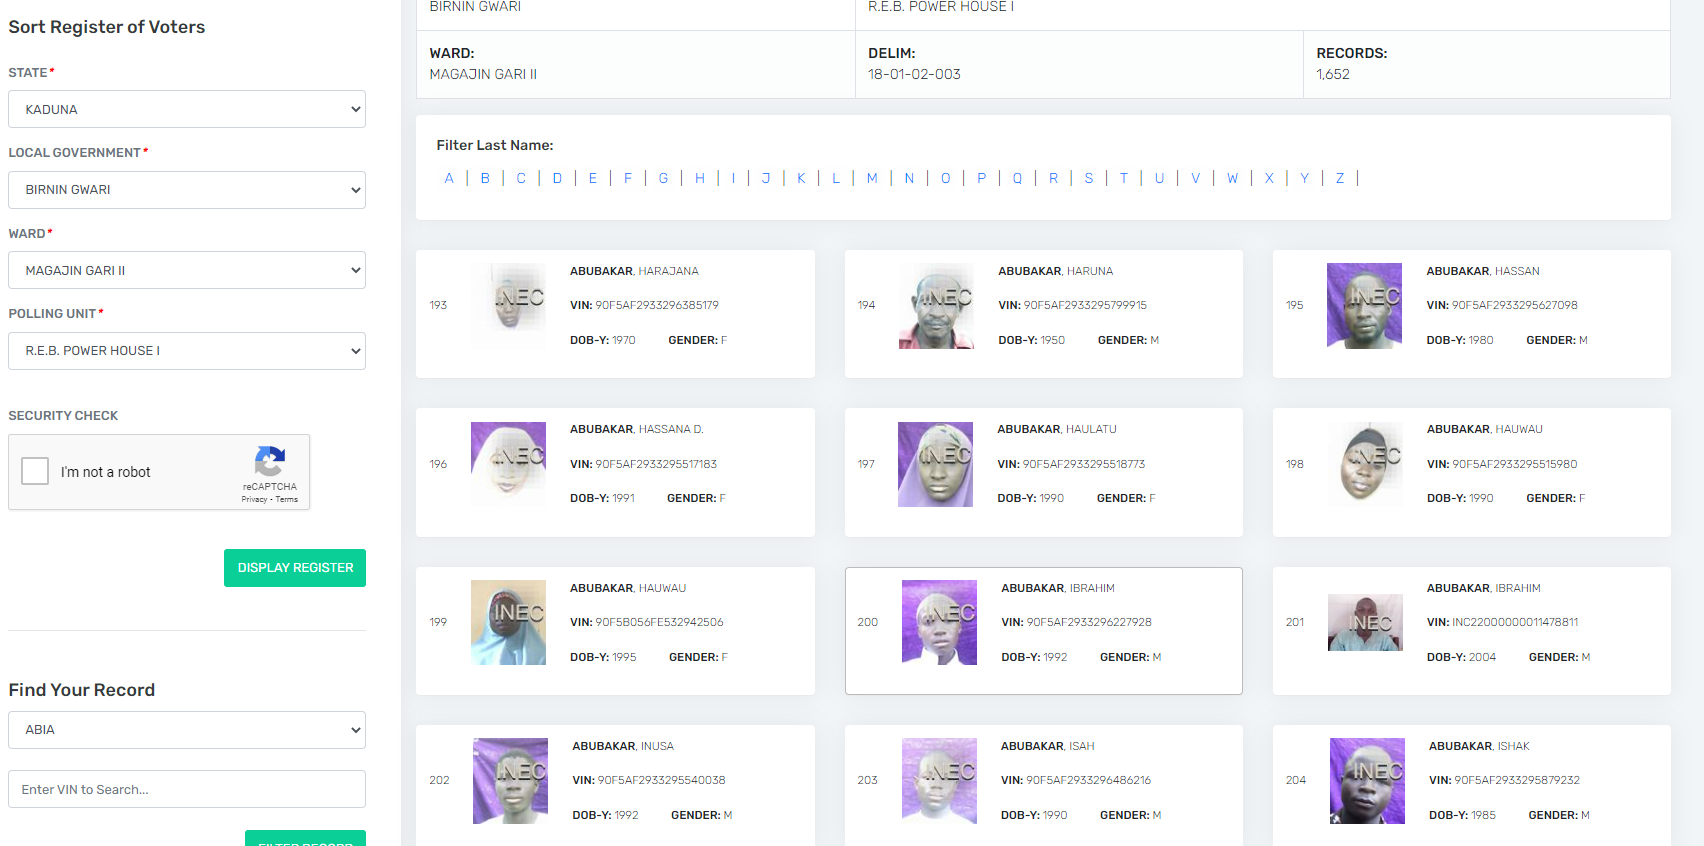 Sort Register of Voters
STATE*
KADUNA
LOCAL GOVERNMENT*
BIRNIN GWARI
WARD*
MAGAJIN GARI II
POLLING UNIT*
R.E.B. POWER HOUSE I
SECURITY CHECK
I'm not a robot
reCAPTCHA
Privacy - Terms
DISPLAY REGISTER
Find Your Record
ABIA
Enter VIN to Search...
FILTER RECORD
BIRNIN GWARI
R.E.B. POWER HOUSE I
WARD:
MAGAJIN GARI II
DELIM:
18-01-02-003
RECORDS:
1,652
Filter Last Name:
A | B | C | D | E | F | G | H | I | J | K | L | M | N | O | P | Q | R | S | T | U | V | W | X | Y | Z |
193
INEC
ABUBAKAR, HARAJANA
VIN: 90F5AF2933296385179
DOB-Y: 1970 GENDER: F
194
INEC
ABUBAKAR, HARUNA
VIN: 90F5AF2933295799915
DOB-Y: 1950 GENDER: M
195
INEC
ABUBAKAR, HASSAN
VIN: 90F5AF2933295627098
DOB-Y: 1980 GENDER: M
196
INEC
ABUBAKAR, HASSANA D.
VIN: 90F5AF2933295517183
DOB-Y: 1991 GENDER: F
197
INEC
ABUBAKAR, HAULATU
VIN: 90F5AF2933295518773
DOB-Y: 1990 GENDER: F
198
INEC
ABUBAKAR, HAUWAU
VIN: 90F5AF2933295515980
DOB-Y: 1990 GENDER: F
199
INEC
ABUBAKAR, HAUWAU
VIN: 90F5B056FE532942506
DOB-Y: 1995 GENDER: F
200
INEC
ABUBAKAR, IBRAHIM
VIN: 90F5AF2933296227928
DOB-Y: 1992 GENDER: M
201
INEC
ABUBAKAR, IBRAHIM
VIN: INC22000000011478811
DOB-Y: 2004 GENDER: M
202
INEC
ABUBAKAR, INUSA
VIN: 90F5AF2933295540038
DOB-Y: 1992 GENDER: M
203
INEC
ABUBAKAR, ISAH
VIN: 90F5AF2933296486216
DOB-Y: 1990 GENDER: M
204
INEC
ABUBAKAR, ISHAK
VIN: 90F5AF2933295879232
DOB-Y: 1985 GENDER: M